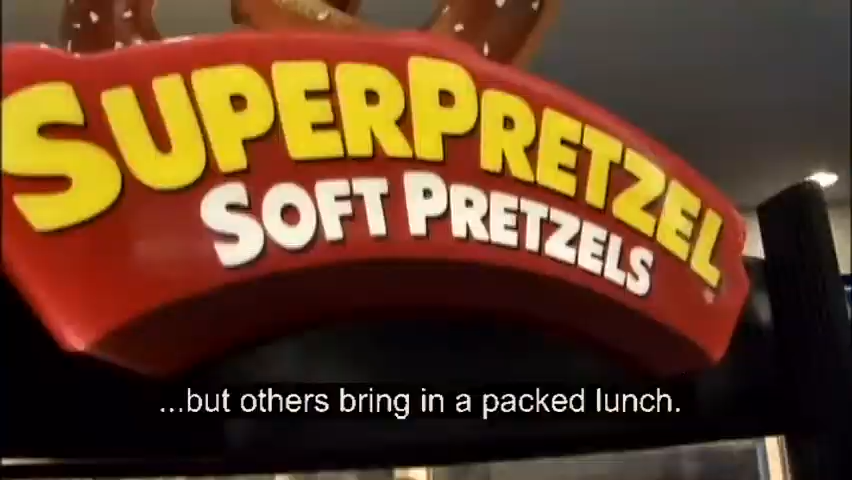 SUPERPRETZEL
SOFT PRETZELS
...but others bring in a packed lunch.